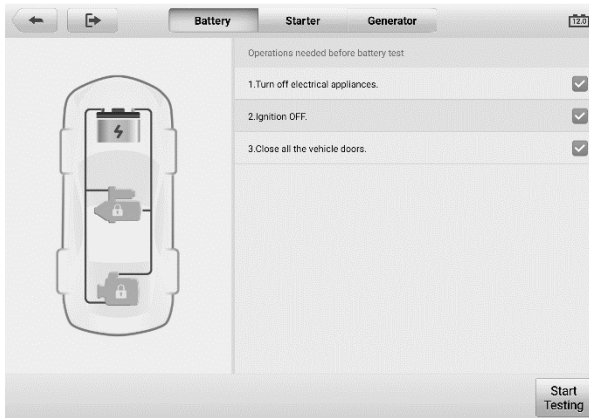 Battery
Starter
Generator
12.0
Operations needed before battery test
1.Turn off electrical appliances.
2.Ignition OFF.
3.Close all the vehicle doors.
Start
Testing